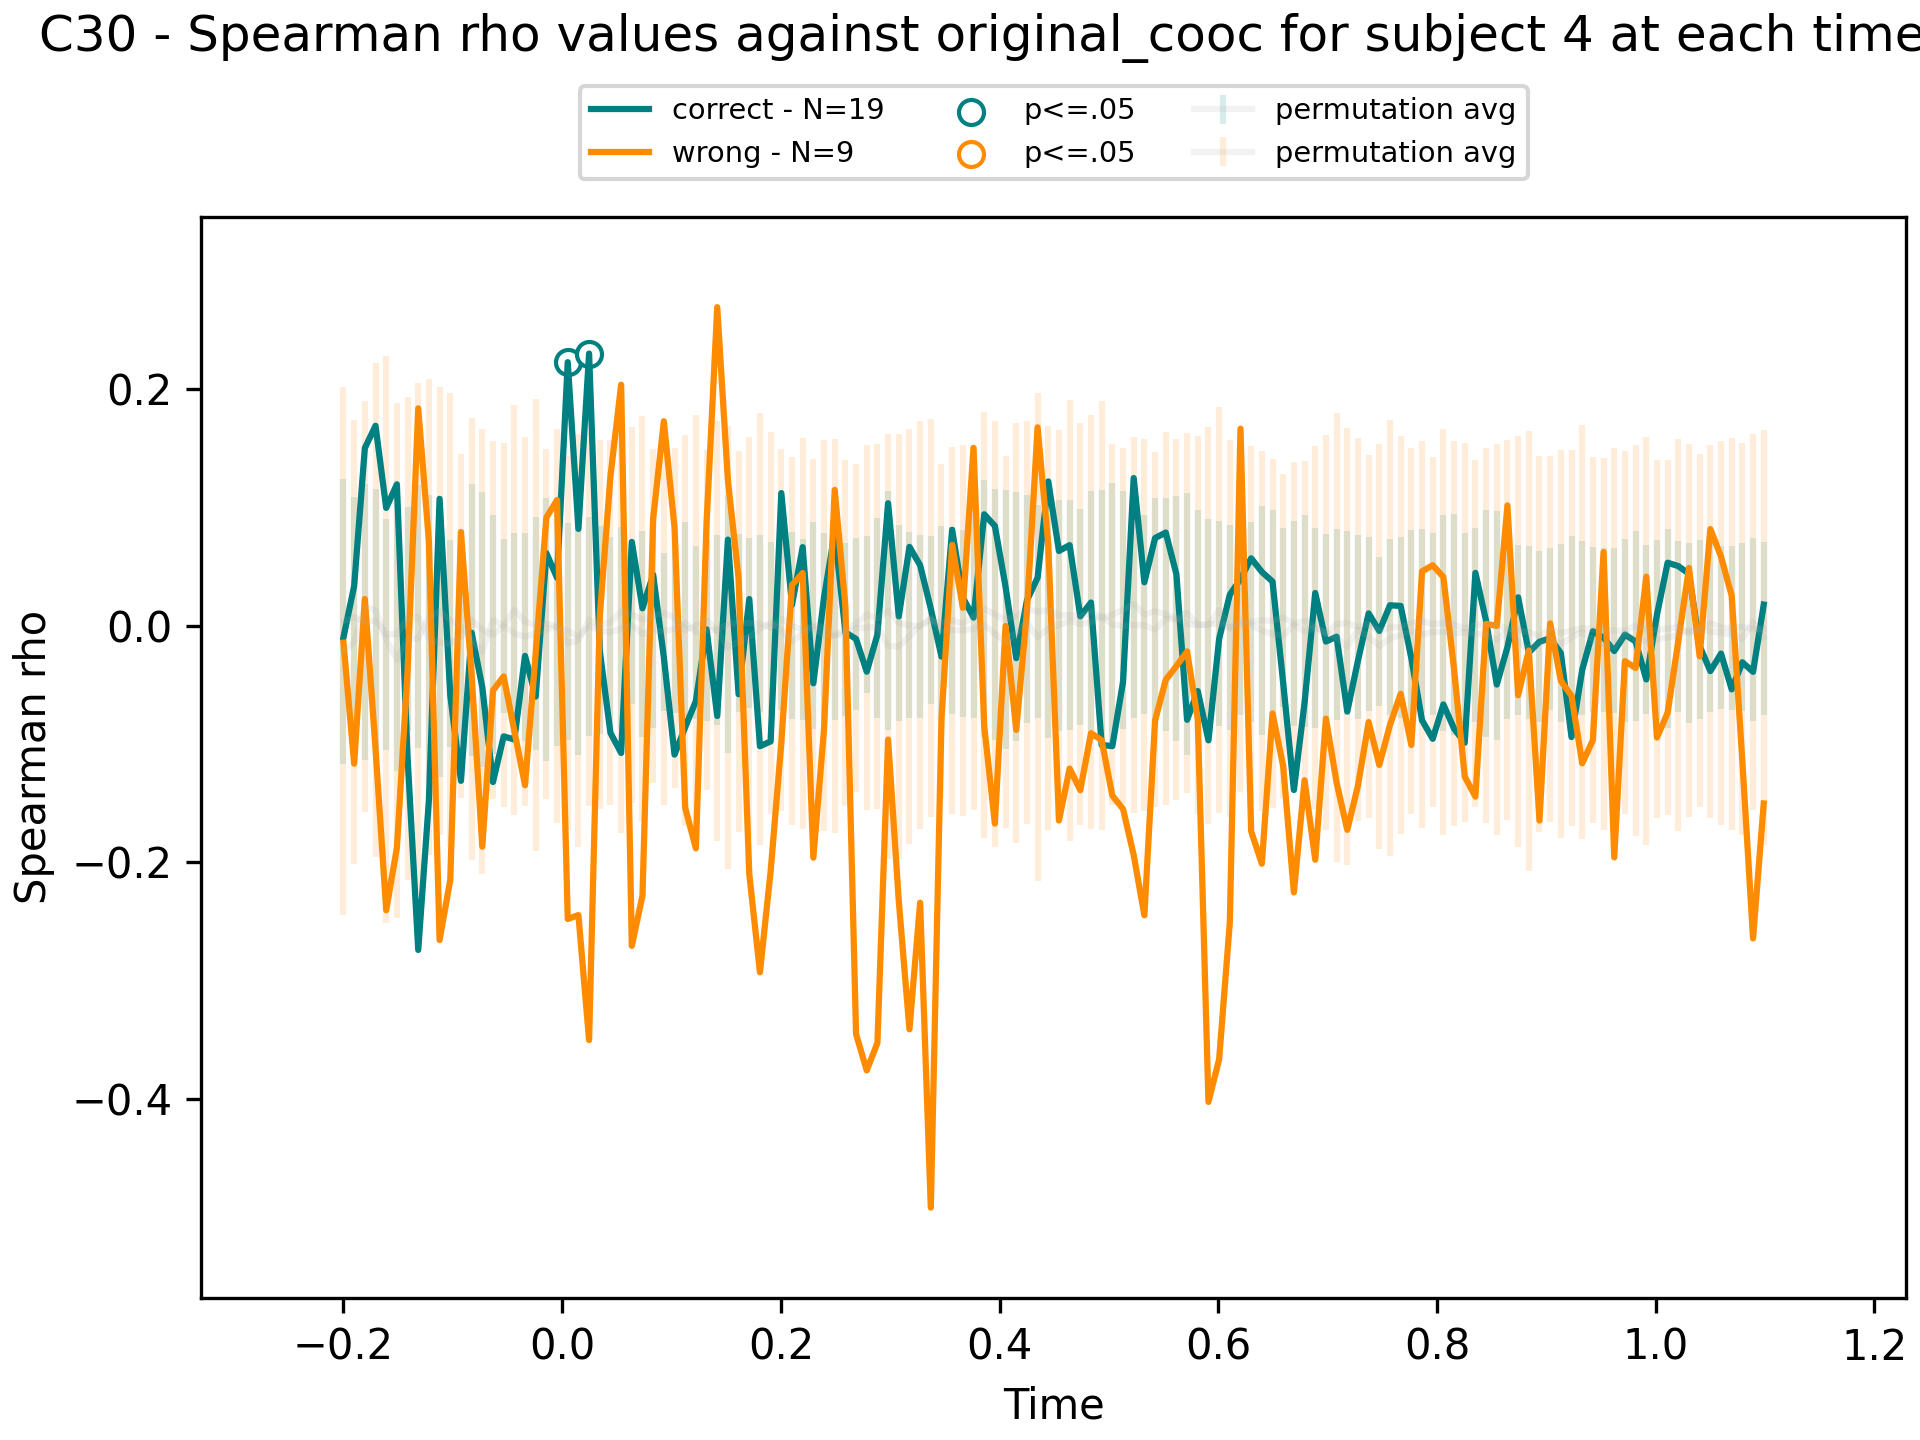 C30 - Spearman rho values against original_cooc for subject 4 at each time
correct - N=19
wrong - N=9
p<=.05
p<=.05
permutation avg
permutation avg
Spearman rho
0.2
0.0
−0.2
−0.4
−0.2 0.0 0.2 0.4 0.6 0.8 1.0 1.2
Time